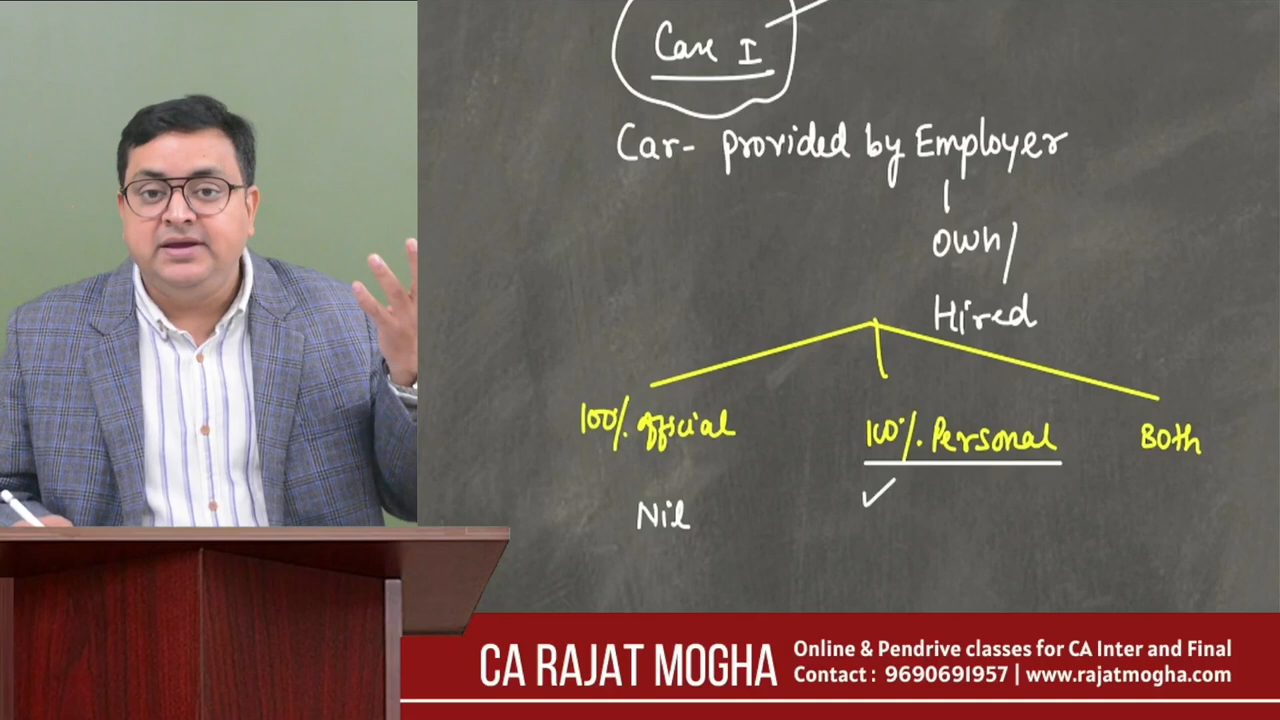 Case I
Car- provided by Employer
own/
Hired
100% official
100% Personal
Both
Nil
CA RAJAT MOGHA
Online & Pendrive classes for CA Inter and Final
Contact : 9690691957 | www.rajatmogha.com